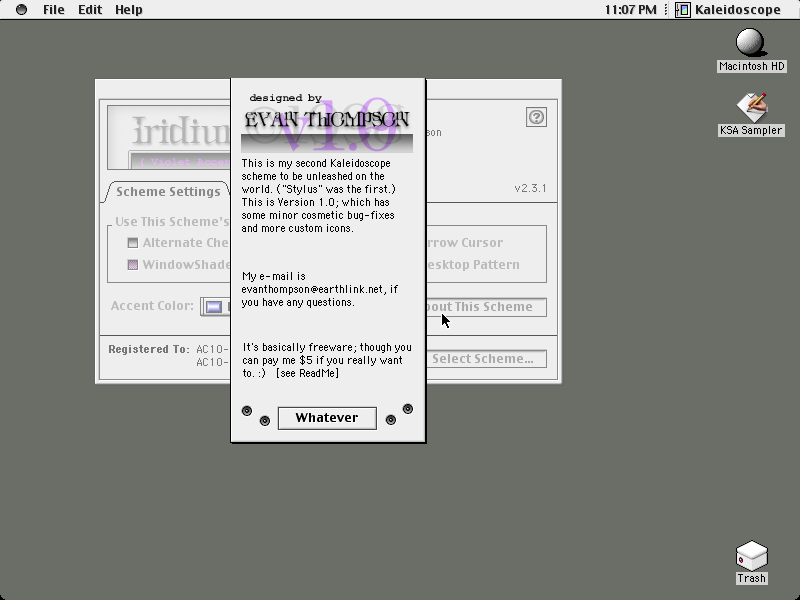 File Edit Help
11:07 PM
Kaleidoscope
Macintosh HD
KSA Sampler
designed by
EVAN THOMPSON
v1.0
This is my second Kaleidoscope
scheme to be unleashed on the
world. ("Stylus" was the first.)
This is Version 1.0; which has
some minor cosmetic bug-fixes
and more custom icons.
My e-mail is
evanthompson@earthlink.net, if
you have any questions.
It's basically freeware; though you
can pay me $5 if you really want
to. :) [see ReadMe]
Whatever
Iridiu
son
v2.3.1
Scheme Settings
Use This Scheme's
Alternate Che
rrow Cursor
WindowShade
esktop Pattern
Accent Color:
bout This Scheme
Registered To: AC10-
AC10-
Select Scheme...
Trash